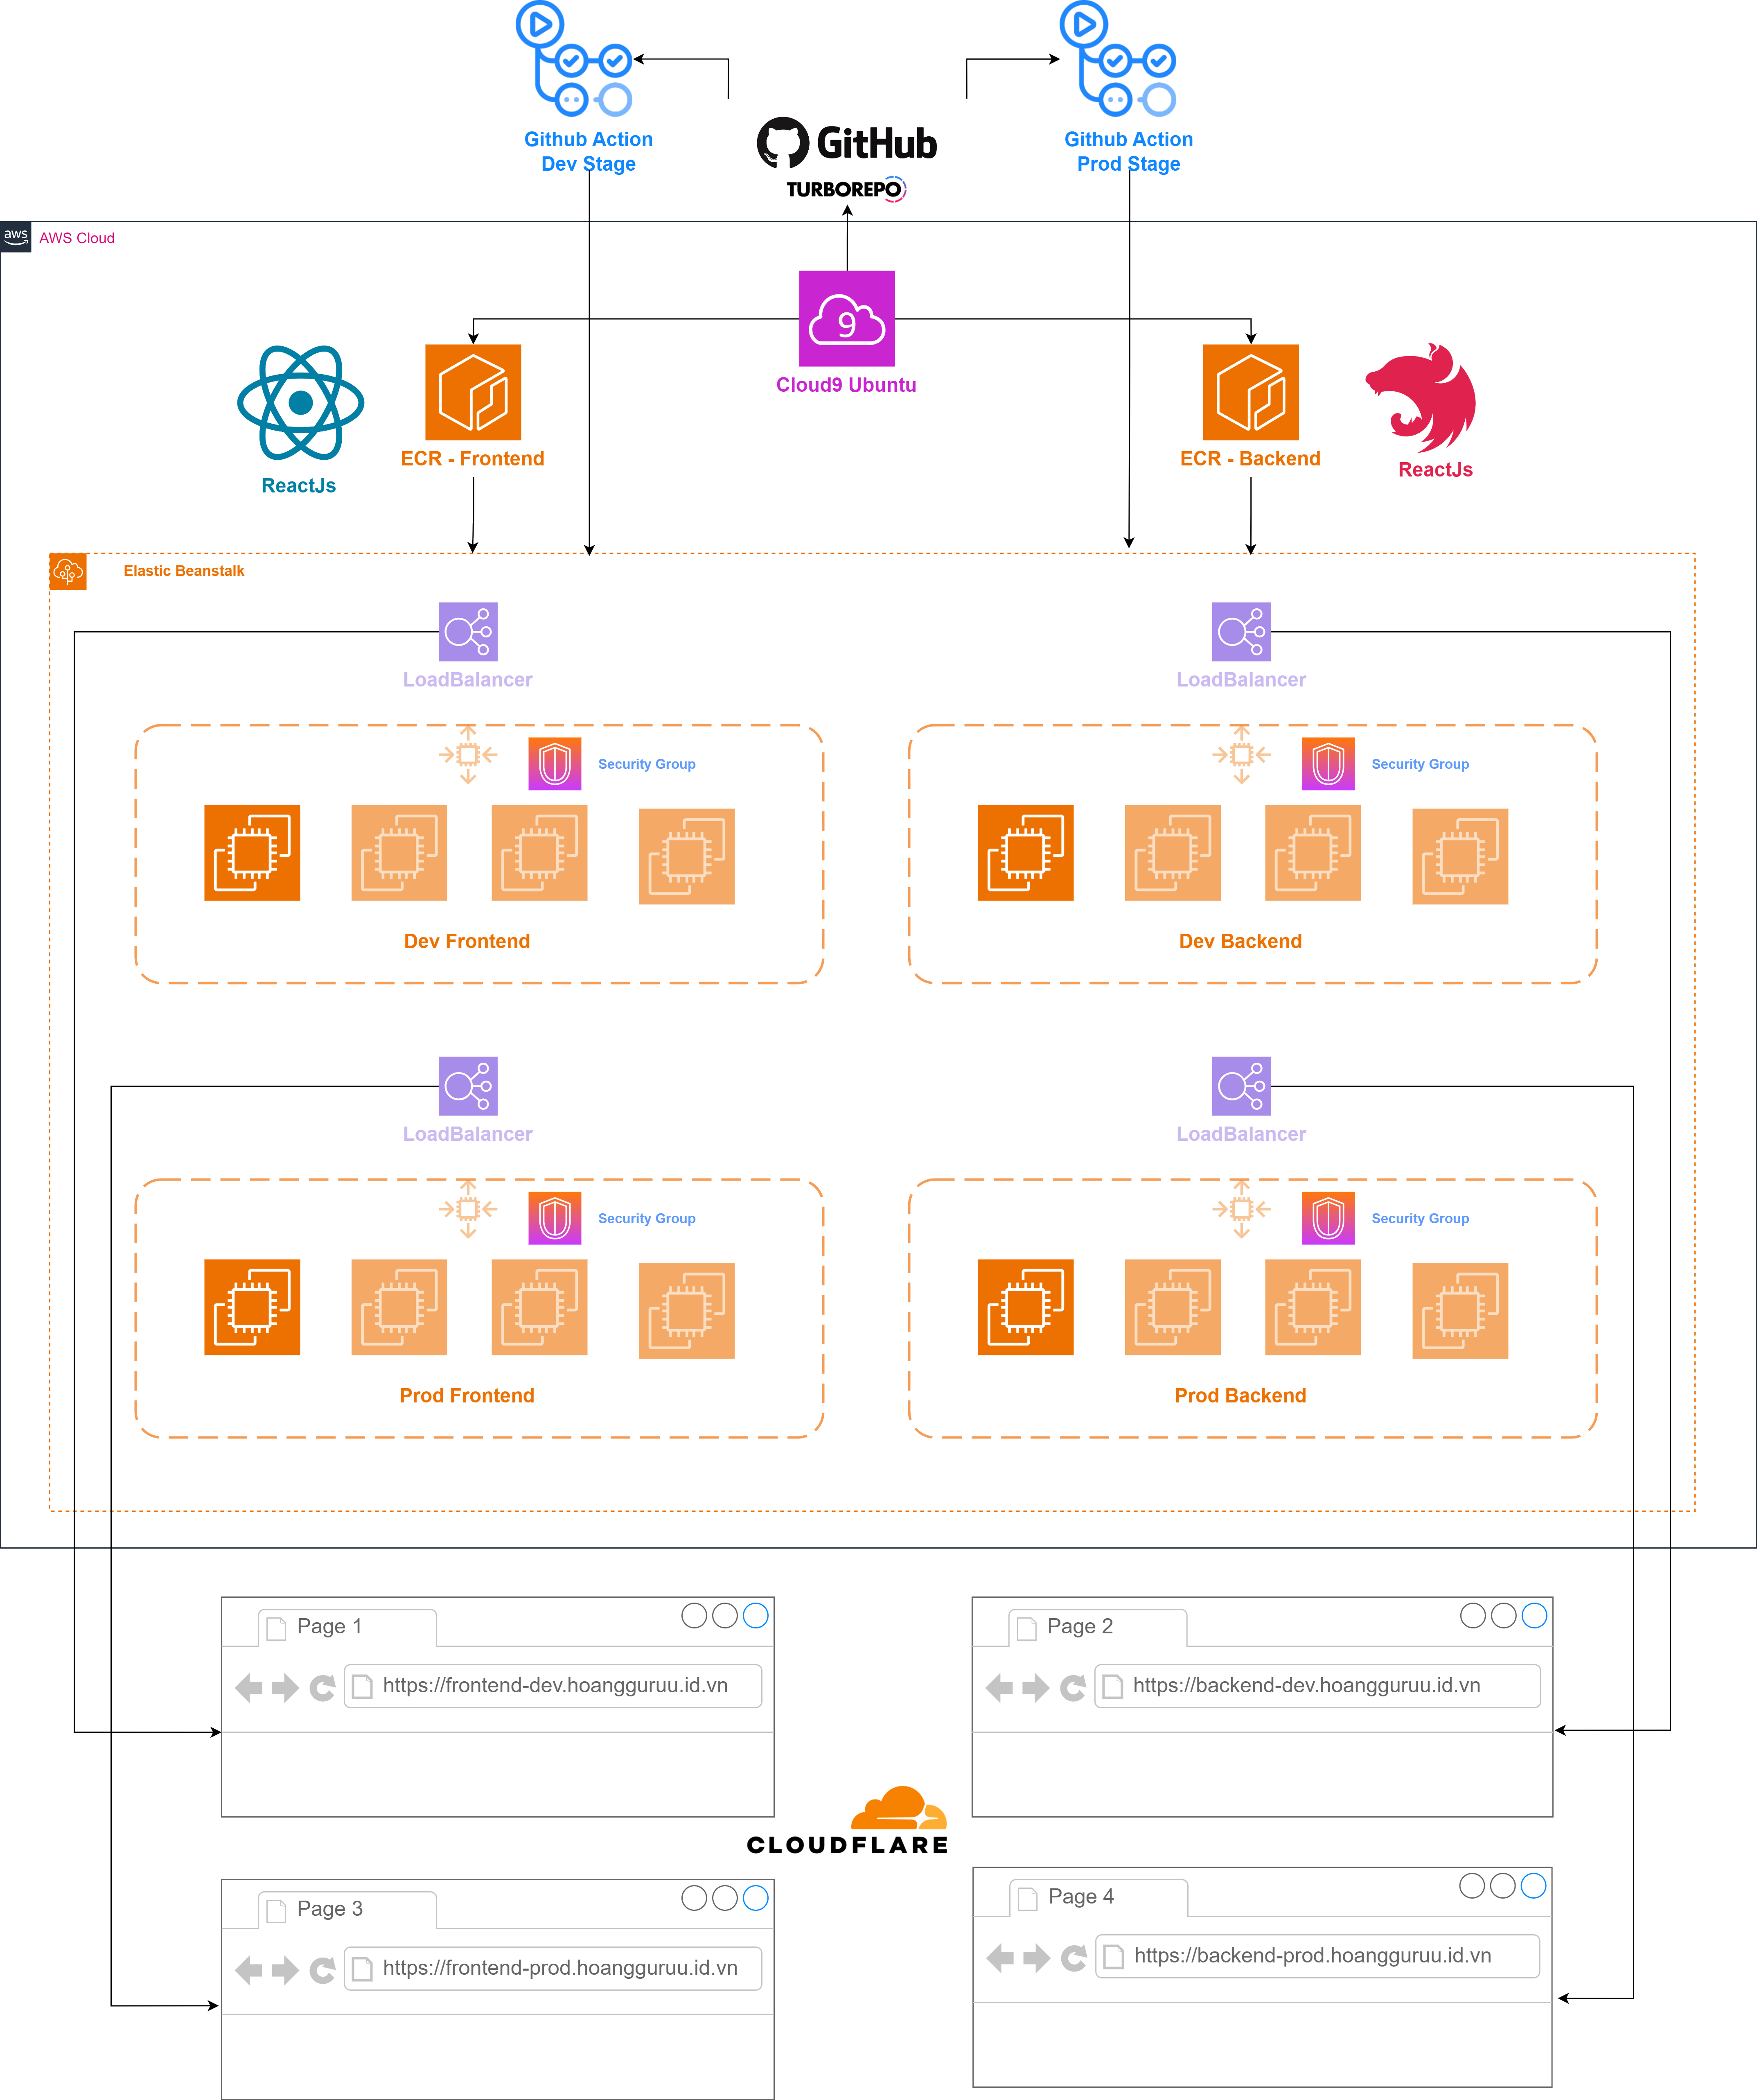 Github Action
Dev Stage
GitHub
TURBOREPO
Github Action
Prod Stage
aws
AWS Cloud
9
Cloud9 Ubuntu
ReactJs
ECR - Frontend
ECR - Backend
ReactJs
Elastic Beanstalk
LoadBalancer
LoadBalancer
Security Group
Security Group
Dev Frontend
Dev Backend
LoadBalancer
LoadBalancer
Security Group
Security Group
Prod Frontend
Prod Backend
Page 1
https://frontend-dev.hoangguruu.id.vn
Page 2
https://backend-dev.hoangguruu.id.vn
CLOUDFLARE
Page 3
https://frontend-prod.hoangguruu.id.vn
Page 4
https://backend-prod.hoangguruu.id.vn